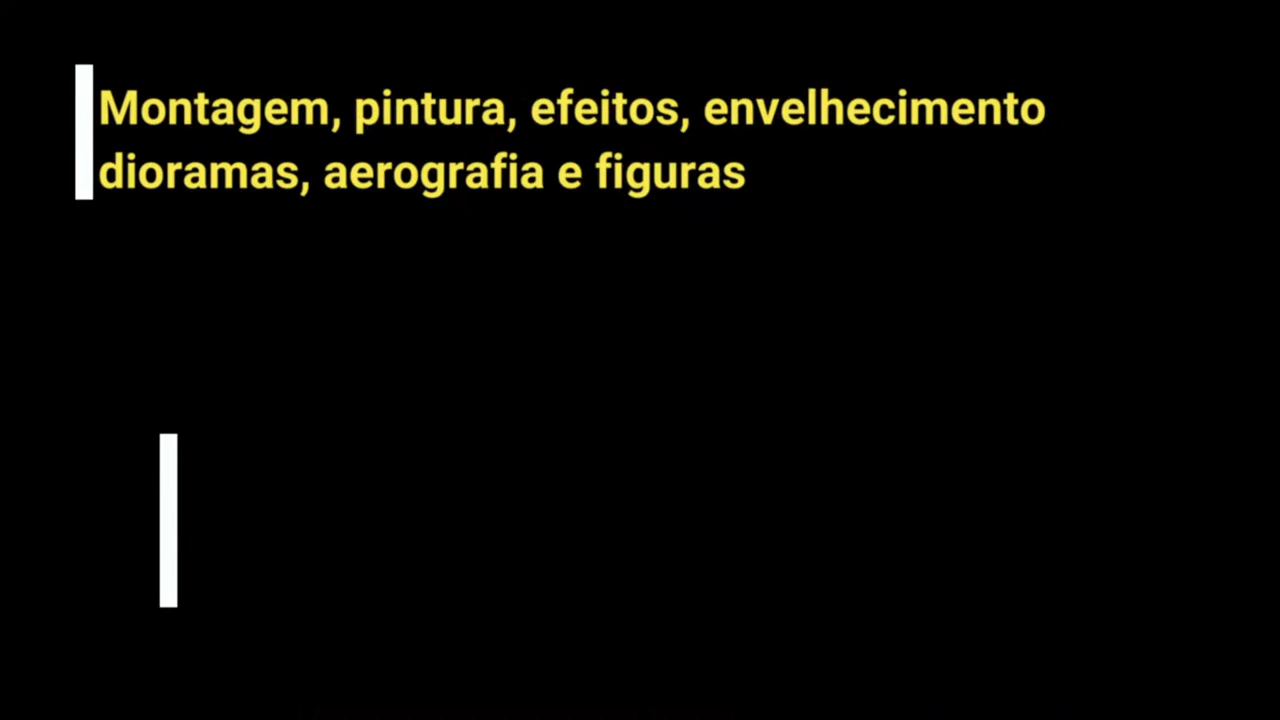 Montagem, pintura, efeitos, envelhecimento
dioramas, aerografia e figuras